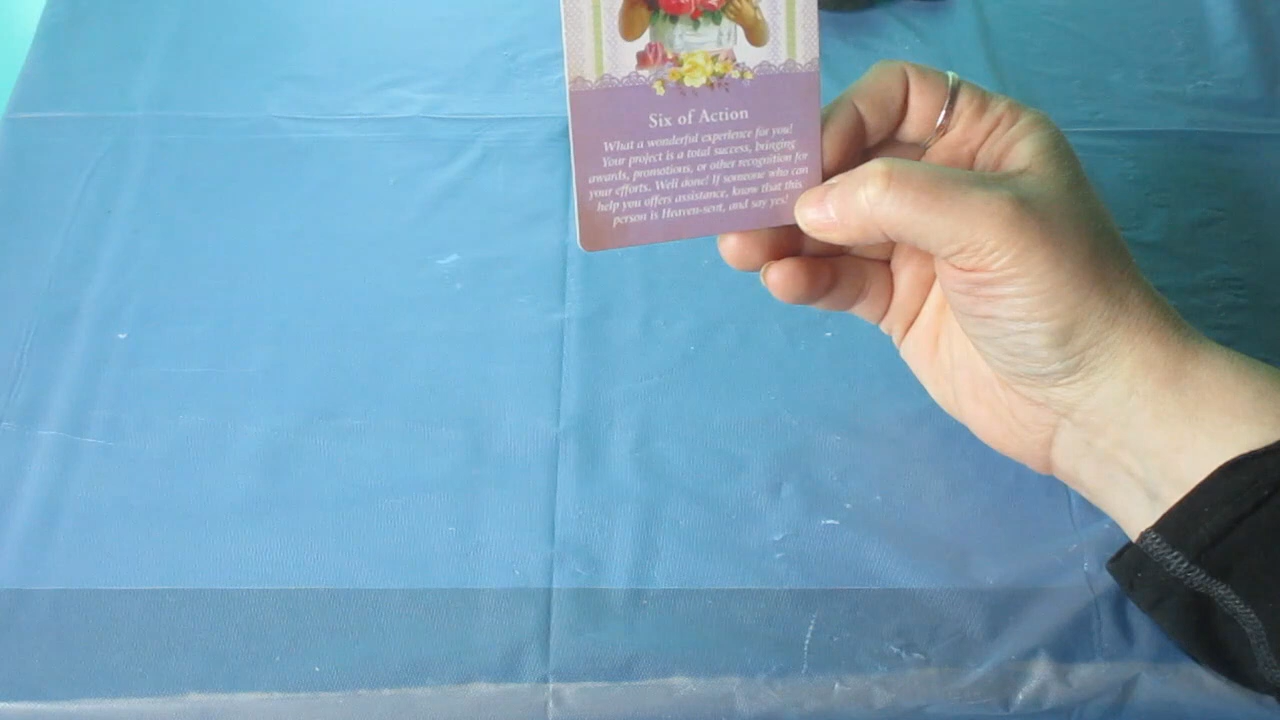 Six of Action
What a wonderful experience for you!
Your project is a total success, bringing
awards, promotions, or other recognition for
your efforts. Well done! If someone who can
help you offers assistance, know that this
person is Heaven-sent, and say yes!